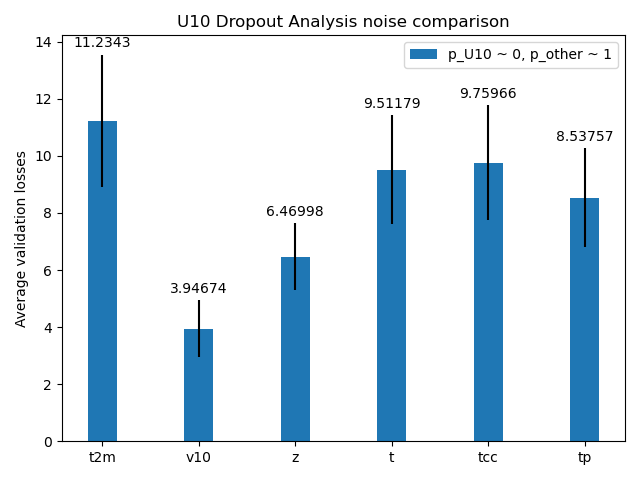 U10 Dropout Analysis noise comparison
p_U10 ~ 0, p_other ~ 1
Average validation losses
14
12
10
8
6
4
2
0
11.2343
3.94674
6.46998
9.51179
9.75966
8.53757
t2m
v10
z
t
tcc
tp